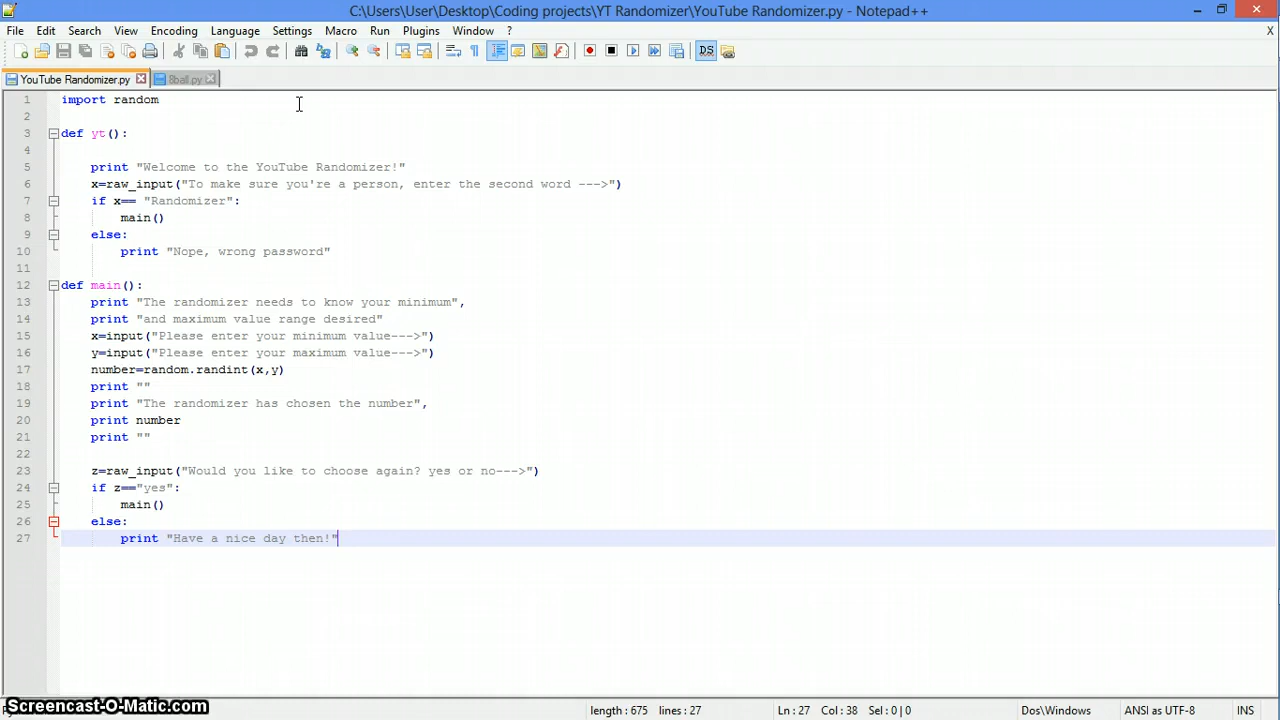 C:\Users\User\Desktop\Coding projects\YT Randomizer\YouTube Randomizer.py - Notepad++
File Edit Search View Encoding Language Settings Macro Run Plugins Window ? X
YouTube Randomizer.py 8ball.py
1 import random
2
3 def yt():
4
5 print "Welcome to the YouTube Randomizer!"
6 x=raw_input("To make sure you're a person, enter the second word --->")
7 if x== "Randomizer":
8 main()
9 else:
10 print "Nope, wrong password"
11
12 def main():
13 print "The randomizer needs to know your minimum",
14 print "and maximum value range desired"
15 x=input("Please enter your minimum value--->")
16 y=input("Please enter your maximum value--->")
17 number=random.randint(x,y)
18 print ""
19 print "The randomizer has chosen the number",
20 print number
21 print ""
22
23 z=raw_input("Would you like to choose again? yes or no--->")
24 if z=="yes":
25 main()
26 else:
27 print "Have a nice day then!"
Screencast-O-Matic.com length : 675 lines : 27 Ln : 27 Col : 38 Sel : 0 | 0 Dos\Windows ANSI as UTF-8 INS